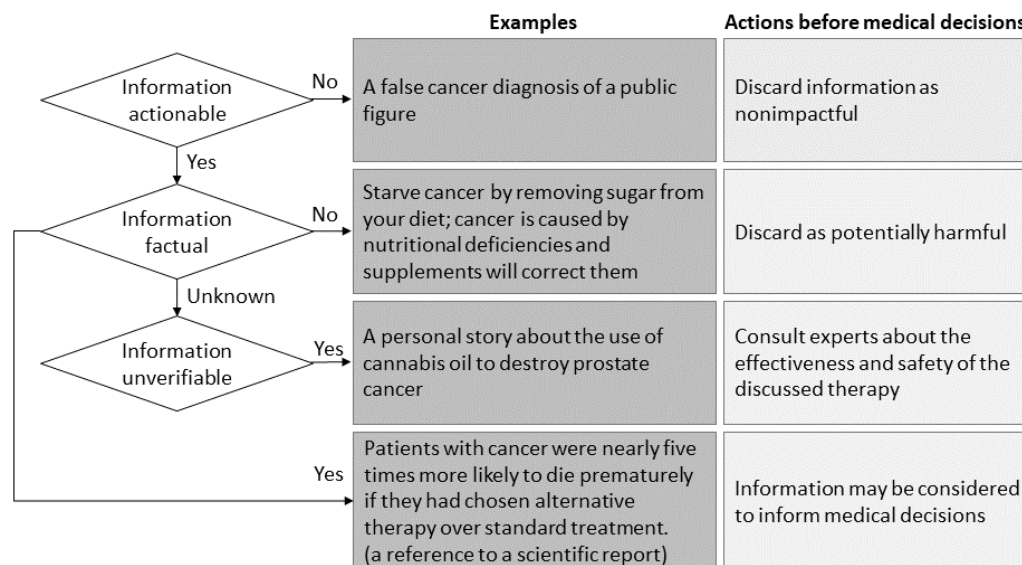 Examples
Actions before medical decisions
Information
actionable
No
A false cancer diagnosis of a public
figure
Discard information as
nonimpactful
Yes
Information
factual
No
Starve cancer by removing sugar from
your diet; cancer is caused by
nutritional deficiencies and
supplements will correct them
Discard as potentially harmful
Unknown
Information
unverifiable
Yes
A personal story about the use of
cannabis oil to destroy prostate
cancer
Consult experts about the
effectiveness and safety of the
discussed therapy
Yes
Patients with cancer were nearly five
times more likely to die prematurely
if they had chosen alternative
therapy over standard treatment.
(a reference to a scientific report)
Information may be considered
to inform medical decisions